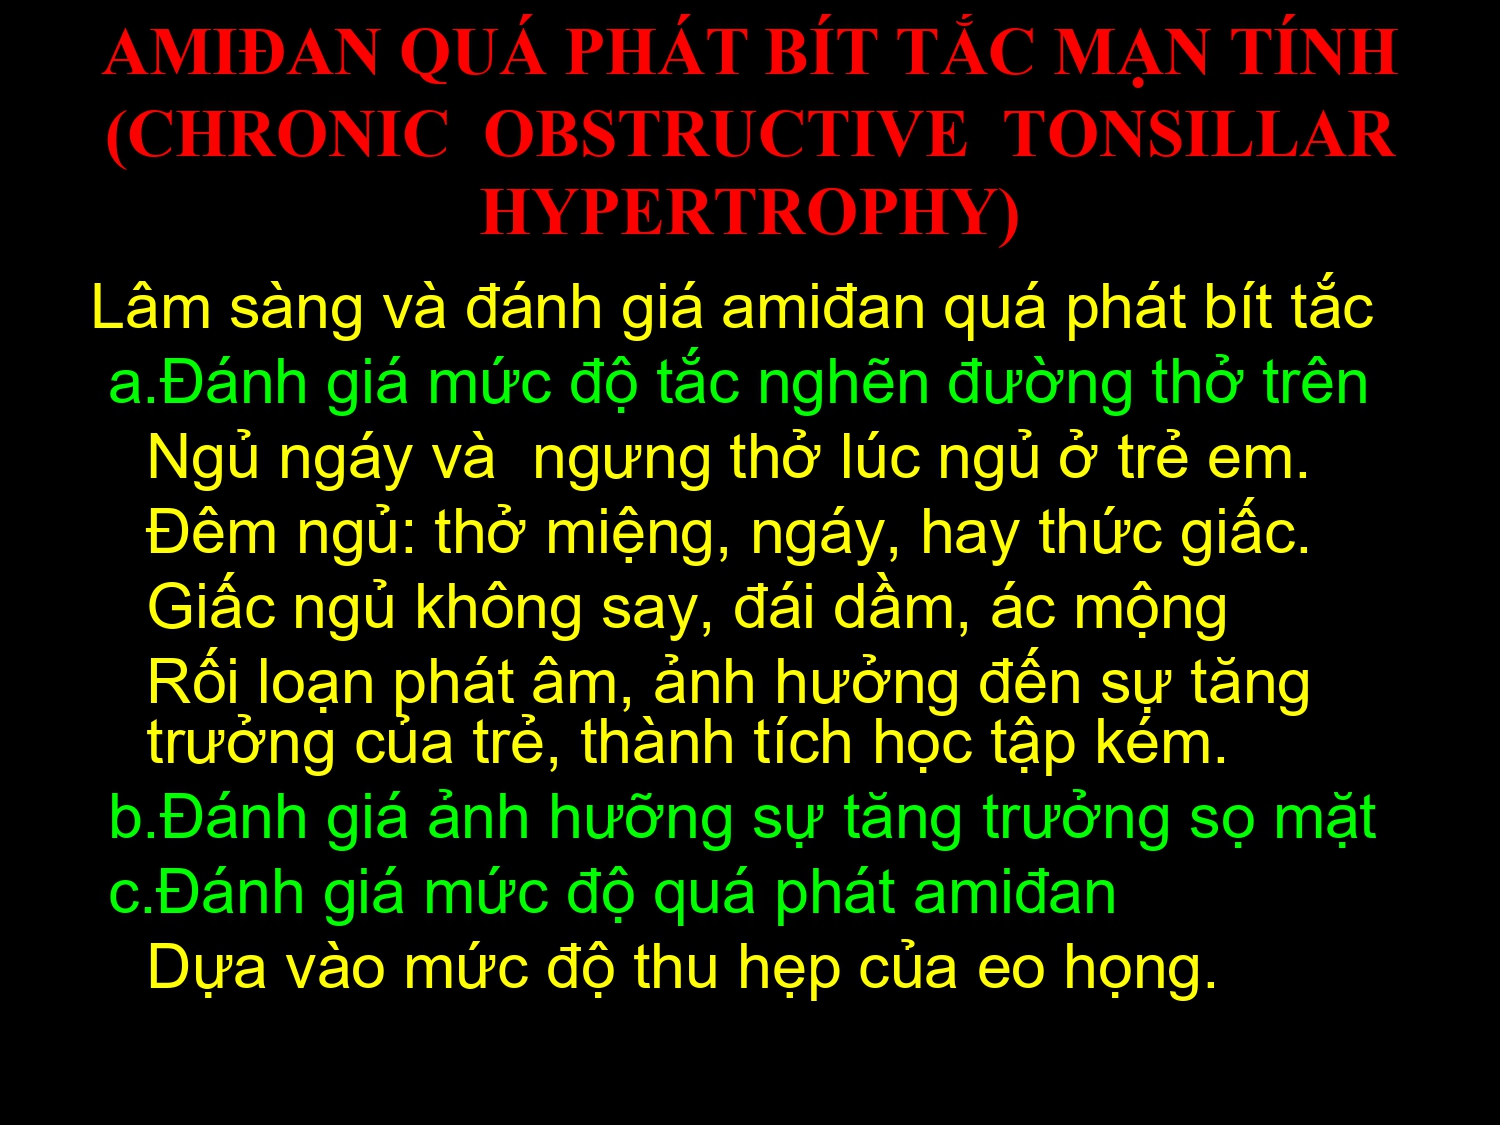 AMIĐAN QUÁ PHÁT BÍT TẮC MẠN TÍNH
(CHRONIC OBSTRUCTIVE TONSILLAR
HYPERTROPHY)
Lâm sàng và đánh giá amiđan quá phát bít tắc
a.Đánh giá mức độ tắc nghẽn đường thở trên
Ngủ ngáy và ngưng thở lúc ngủ ở trẻ em.
Đêm ngủ: thở miệng, ngáy, hay thức giấc.
Giấc ngủ không say, đái dầm, ác mộng
Rối loạn phát âm, ảnh hưởng đến sự tăng
trưởng của trẻ, thành tích học tập kém.
b.Đánh giá ảnh hưỡng sự tăng trưởng sọ mặt
c.Đánh giá mức độ quá phát amiđan
Dựa vào mức độ thu hẹp của eo họng.